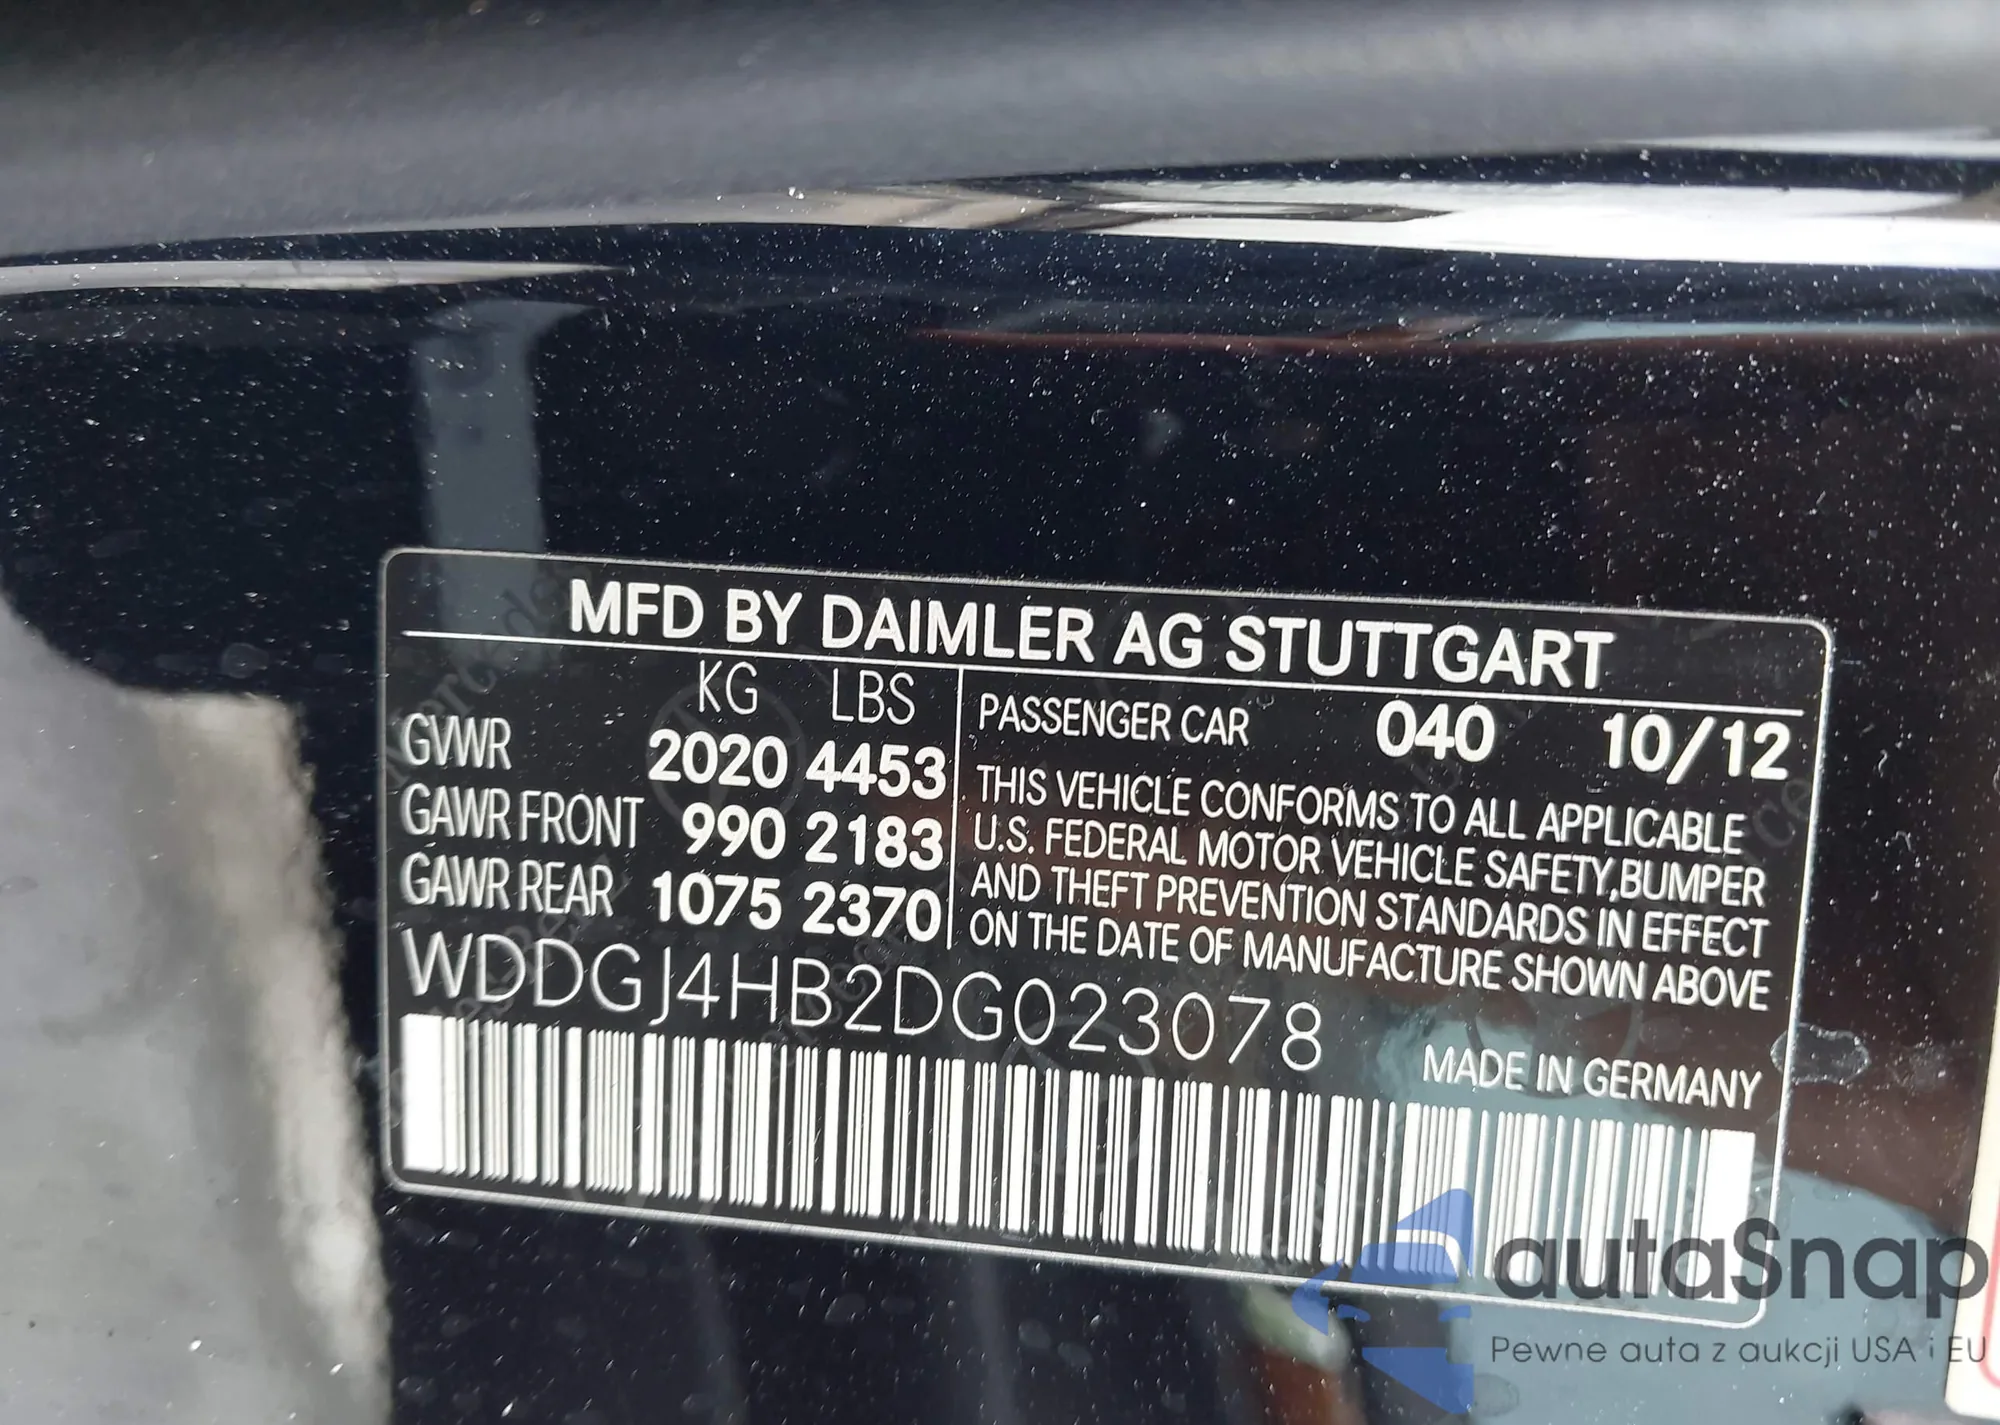 MFD BY DAIMLER AG STUTTGART
KG LBS
GVWR 2020 4453
GAWR FRONT 990 2183
GAWR REAR 1075 2370
PASSENGER CAR 040 10/12
THIS VEHICLE CONFORMS TO ALL APPLICABLE
U.S. FEDERAL MOTOR VEHICLE SAFETY,BUMPER
AND THEFT PREVENTION STANDARDS IN EFFECT
ON THE DATE OF MANUFACTURE SHOWN ABOVE
WDDGJ4HB2DG023078
MADE IN GERMANY
autaSnap
Pewne auta z aukcji USA i EU